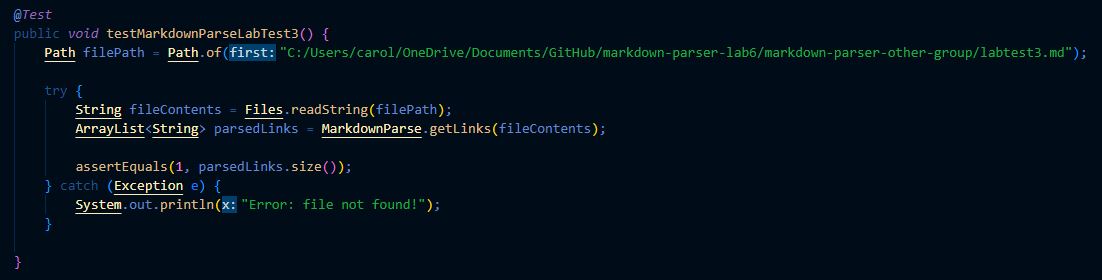 @Test
public void testMarkdownParseLabTest3() {
    Path filePath = Path.of(first: "C:/Users/carol/OneDrive/Documents/GitHub/markdown-parser-lab6/markdown-parser-other-group/labtest3.md");
    try {
        String fileContents = Files.readString(filePath);
        ArrayList<String> parsedLinks = MarkdownParse.getLinks(fileContents);
        assertEquals(1, parsedLinks.size());
    } catch (Exception e) {
        System.out.println(x: "Error: file not found!");
    }
}